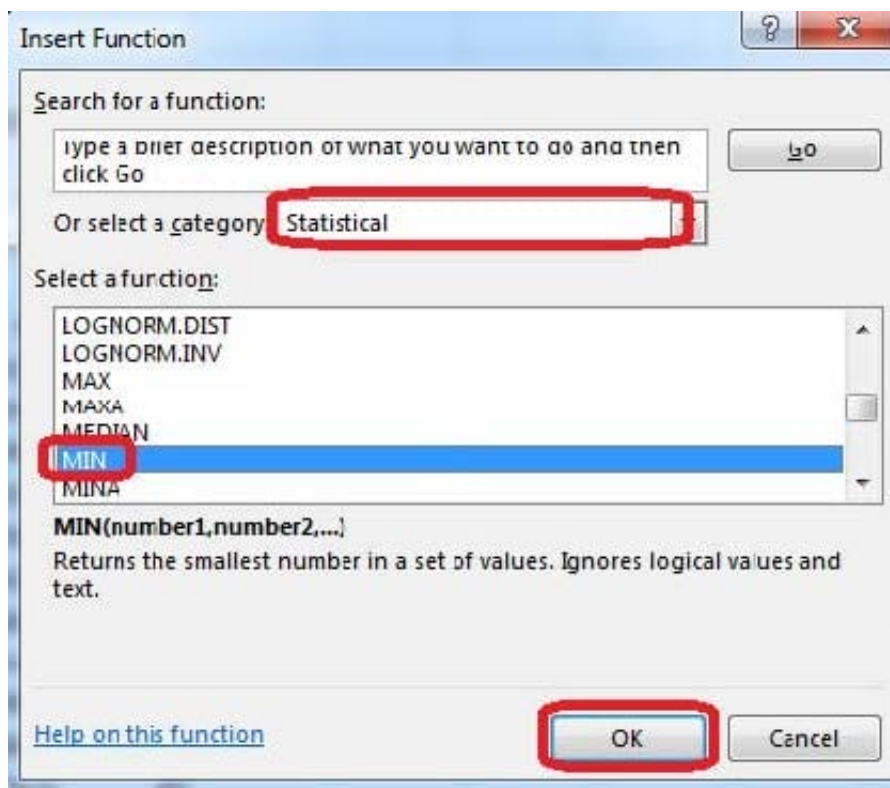 Insert Function
Search for a function:
Type a brief description of what you want to do and then
click Go
Go
Or select a category
Statistical
Select a function:
LOGNORM.DIST
LOGNORM.INV
MAX
MAXA
MEDIAN
MIN
MINA
MIN(number1,number2,...)
Returns the smallest number in a set of values. Ignores logical values and
text.
Help on this function
OK
Cancel